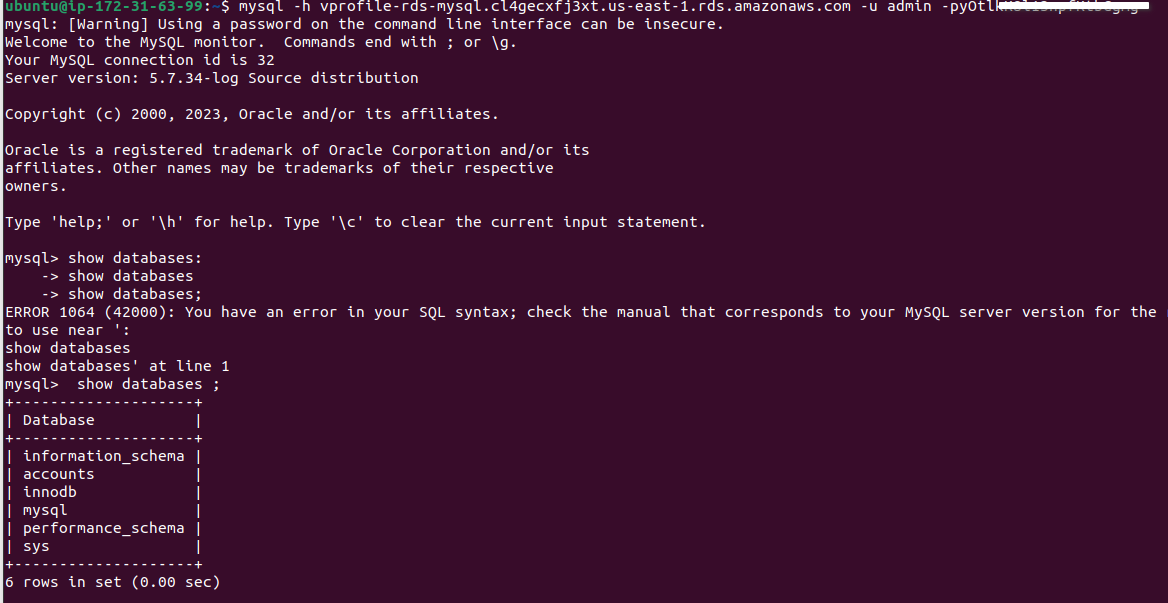 ubuntu@ip-172-31-63-99:~$ mysql -h vprofile-rds-mysql.cl4gecxfj3xt.us-east-1.rds.amazonaws.com -u admin
mysql: [Warning] Using a password on the command line interface can be insecure.
Welcome to the MySQL monitor.  Commands end with ; or \g.
Your MySQL connection id is 32
Server version: 5.7.34-log Source distribution
Copyright (c) 2000, 2023, Oracle and/or its affiliates.
Oracle is a registered trademark of Oracle Corporation and/or its
affiliates. Other names may be trademarks of their respective
owners.
Type 'help;' or '\h' for help. Type '\c' to clear the current input statement.
mysql> show databases:
    -> show databases
    -> show databases;
ERROR 1064 (42000): You have an error in your SQL syntax; check the manual that corresponds to your MySQL server version for the
to use near ':
show databases
show databases' at line 1
mysql>  show databases ;
+--------------------+
| Database           |
+--------------------+
| information_schema |
| accounts           |
| innodb             |
| mysql              |
| performance_schema |
| sys                |
+--------------------+
6 rows in set (0.00 sec)